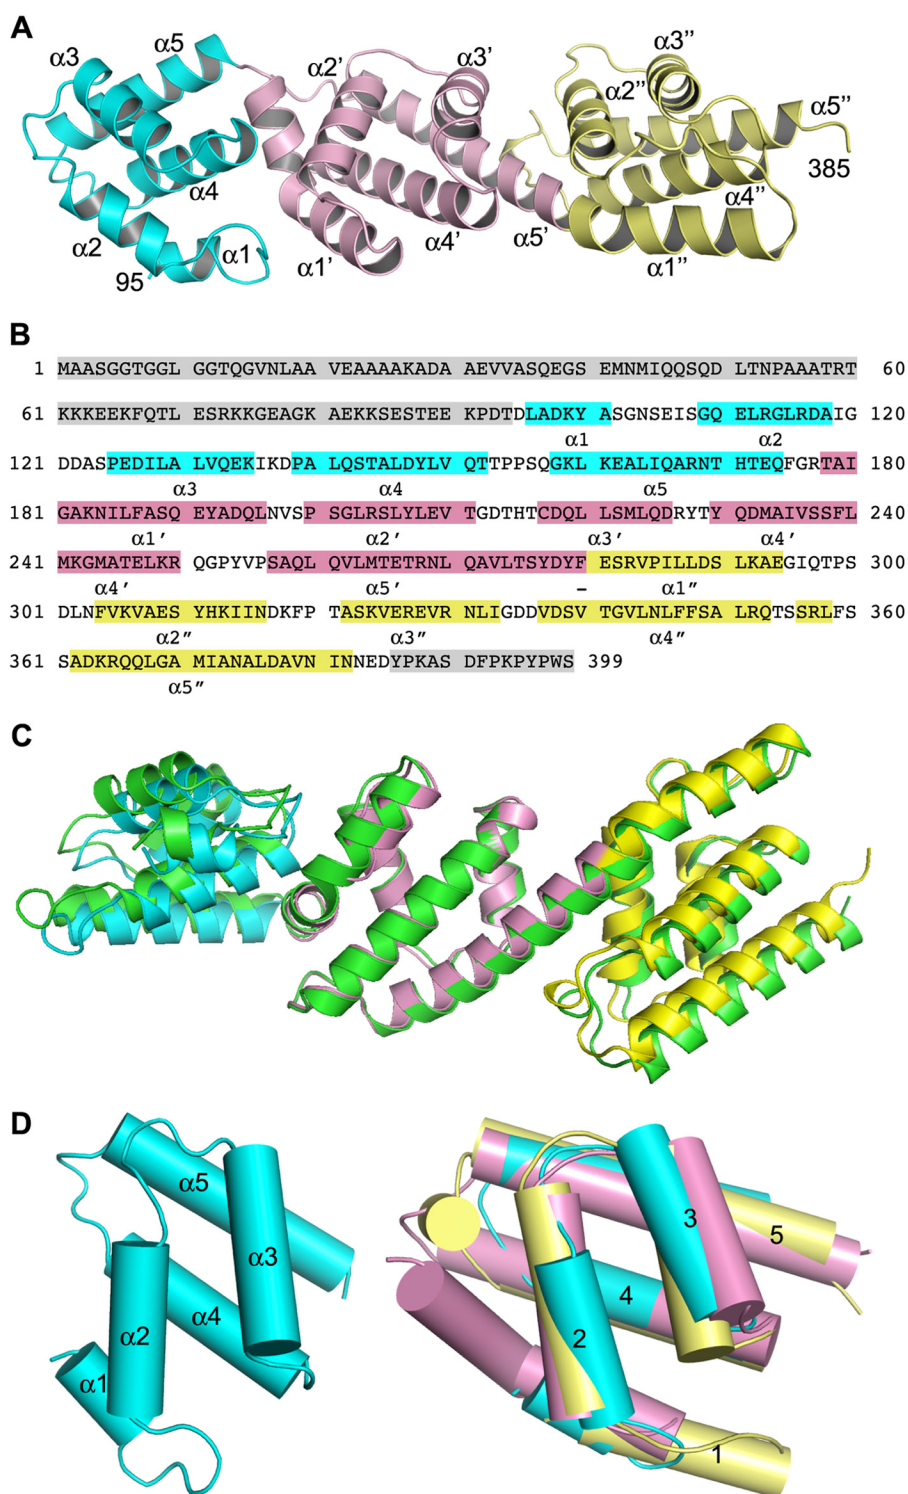 A
α3 α5 α2' α3' α3'' α2'' α5''
385
α4 α4''
α2 α1 α4' α5'
95 α1' α1''
B
1 MAASGGTGGL GGTQGVNLAA VEAAAAKADA AEVVASQEGS EMNMIQQSQD LTNPAAATRT 60
61 KKKEEKFQTL ESRKKGEAGK AEKKSESTEE KPDTDLADKY ASGNSEISGQ ELRGLRDAIG 120
α1 α2
121 DDASPEDILA LVQEKIKDPA LQSTALDYLV QTTPPSQGKL KEALIQARNT HTEQFGRTAI 180
α3 α4 α5
181 GAKNILFASQ EYADQLNVSP SGLRSLYLEV TGDTHTCDQL LSMLQDRYTY QDMAIVSSFL 240
α1' α2' α3' α4'
241 MKGMATELKR QGPYVPSAQL QVLMTETRNL QAVLTSYDYF ESRVPILLDS LKAEGIQTPS 300
α4' α5' – α1''
301 DLNFVKVAES YHKIINDKFP TASKVEREVR NLIGDDVDSV TGVLNLFFSA LRQTSSRLFS 360
α2'' α3'' α4''
361 SADKRQQLGA MIANALDAVN INNEDYPKAS DFPKPYPWS 399
α5''
C
D
α5 α3 α4 α2 α1
3 5 4 2 1